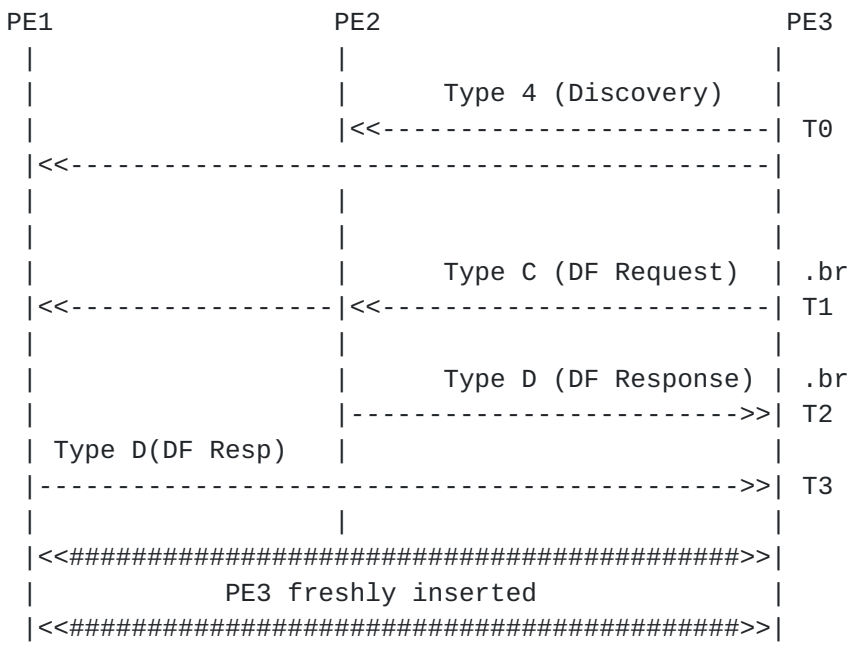 PE1 PE2 PE3
| | |
| | Type 4 (Discovery) |
| |<<-------------------------| T0
|<<---------------------------------------------|
| | |
| | |
| | Type C (DF Request) | .br
|<<-----------------|<<-------------------------| T1
| | |
| | Type D (DF Response) | .br
| |------------------------->>| T2
| Type D(DF Resp) | |
|--------------------------------------------->>| T3
| | |
|<<###########################################>>|
| PE3 freshly inserted |
|<<###########################################>>|